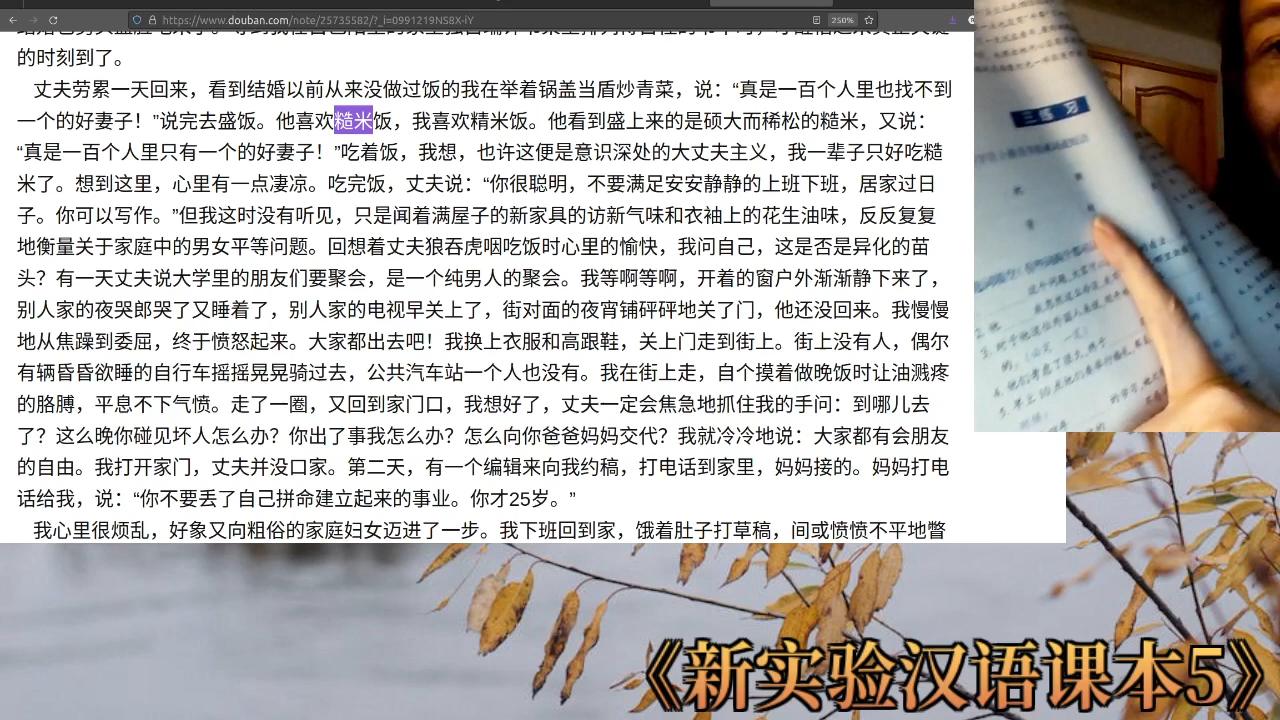 https://www.douban.com/note/25735582/?_i=0991219NS8X-iY
250%
的时刻到了。
丈夫劳累一天回来，看到结婚以前从来没做过饭的我在举着锅盖当盾炒青菜，说：“真是一百个人里也找不到
一个的好妻子！”说完去盛饭。他喜欢糙米饭，我喜欢精米饭。他看到盛上来的是硕大而稀松的糙米，又说：
“真是一百个人里只有一个的好妻子！”吃着饭，我想，也许这便是意识深处的大丈夫主义，我一辈子只好吃糙
米了。想到这里，心里有一点凄凉。吃完饭，丈夫说：“你很聪明，不要满足安安静静的上班下班，居家过日
子。你可以写作。”但我这时没有听见，只是闻着满屋子的新家具的访新气味和衣袖上的花生油味，反反复复
地衡量关于家庭中的男女平等问题。回想着丈夫狼吞虎咽吃饭时心里的愉快，我问自己，这是否是异化的苗
头？有一天丈夫说大学里的朋友们要聚会，是一个纯男人的聚会。我等啊等啊，开着的窗户外渐渐静下来了，
别人家的夜哭郎哭了又睡着了，别人家的电视早关上了，街对面的夜宵铺砰砰地关了门，他还没回来。我慢慢
地从焦躁到委屈，终于愤怒起来。大家都出去吧！我换上衣服和高跟鞋，关上门走到街上。街上没有人，偶尔
有辆昏昏欲睡的自行车摇摇晃晃骑过去，公共汽车站一个人也没有。我在街上走，自个摸着做晚饭时让油溅疼
的胳膊，平息不下气愤。走了一圈，又回到家门口，我想好了，丈夫一定会焦急地抓住我的手问：到哪儿去
了？这么晚你碰见坏人怎么办？你出了事我怎么办？怎么向你爸爸妈妈交代？我就冷冷地说：大家都有会朋友
的自由。我打开家门，丈夫并没口家。第二天，有一个编辑来向我约稿，打电话到家里，妈妈接的。妈妈打电
话给我，说：“你不要丢了自己拼命建立起来的事业。你才25岁。”
我心里很烦乱，好象又向粗俗的家庭妇女迈进了一步。我下班回到家，饿着肚子打草稿，间或愤愤不平地瞥
三 练 习
《新实验汉语课本5》